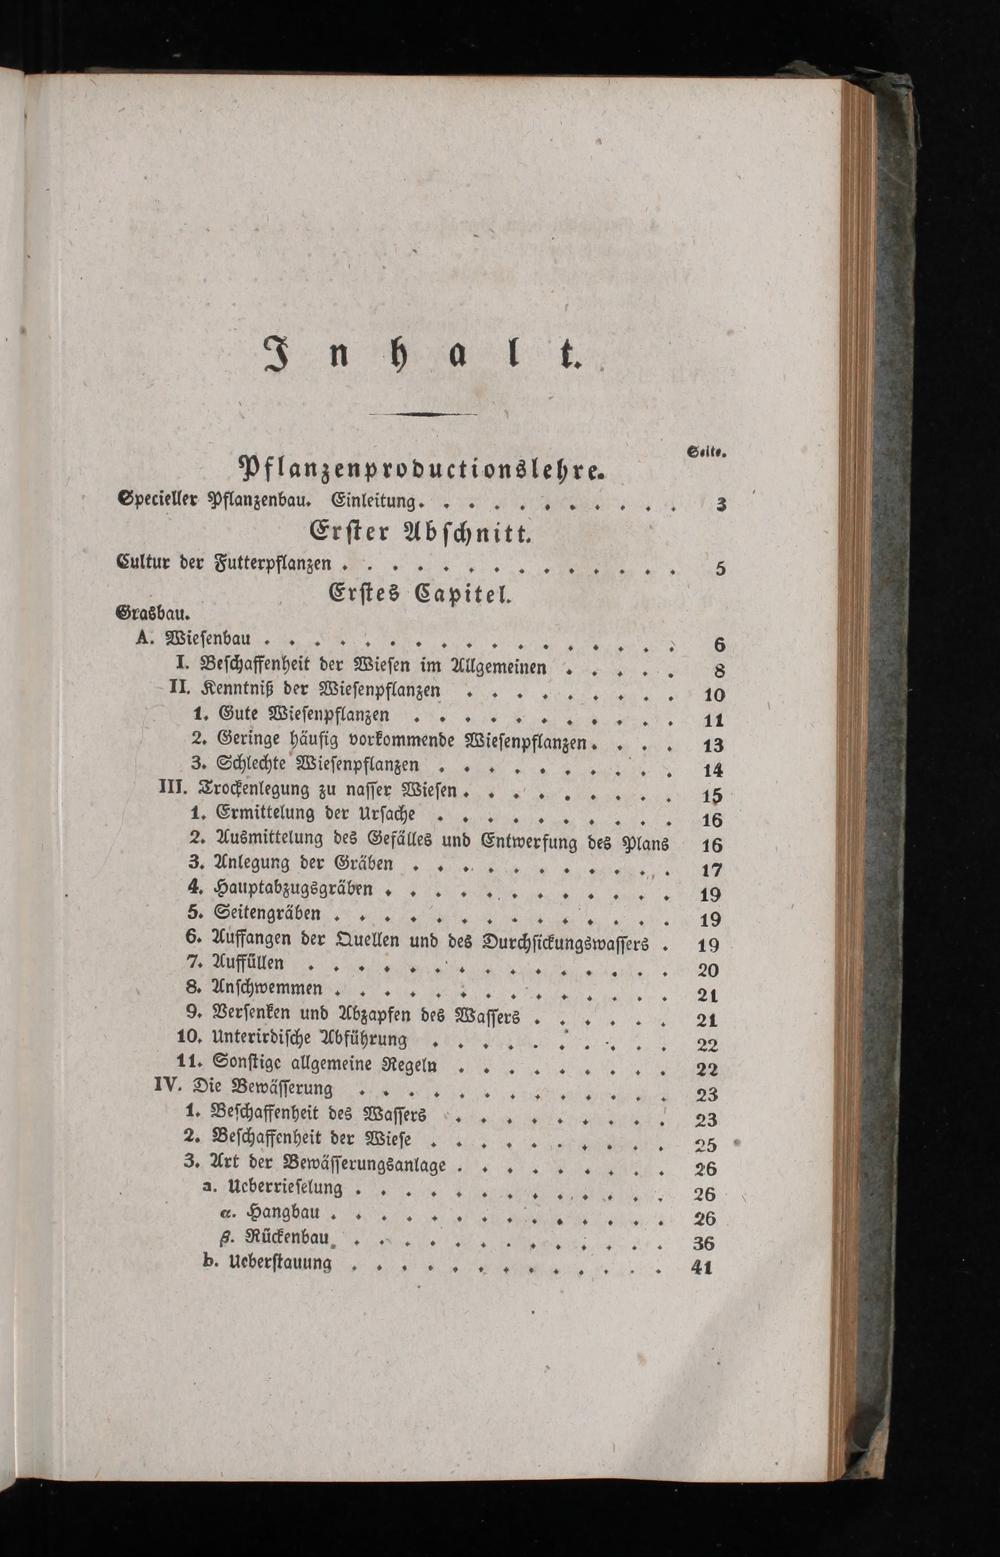 Inhalt.
Seite.
Pflanzenproductionslehre.
Specieller Pflanzenbau. Einleitung. . . . . . . . . . . 3
Erſter Abſchnitt.
Cultur der Futterpflanzen . . . . . . . . . . . . . . 5
Erſtes Capitel.
Grasbau.
A. Wieſenbau . . . . . . . . . . . . . . . . . 6
I. Beſchaffenheit der Wieſen im Allgemeinen . . . . . 8
II. Kenntniß der Wieſenpflanzen . . . . . . . . . 10
1. Gute Wieſenpflanzen . . . . . . . . . . . 11
2. Geringe häufig vorkommende Wieſenpflanzen. . . . 13
3. Schlechte Wieſenpflanzen . . . . . . . . . . 14
III. Trockenlegung zu naſſer Wieſen . . . . . . . . . 15
1. Ermittelung der Urſache . . . . . . . . . . 16
2. Ausmittelung des Gefälles und Entwerfung des Plans 16
3. Anlegung der Gräben . . . . . . . . . . . 17
4. Hauptabzugsgräben . . . . . . . . . . . . 19
5. Seitengräben . . . . . . . . . . . . . . 19
6. Auffangen der Quellen und des Durchſickungswaſſers . 19
7. Auffüllen . . . . . . . . . . . . . . . 20
8. Anſchwemmen . . . . . . . . . . . . . . 21
9. Verſenken und Abzapfen des Waſſers . . . . . . 21
10. Unterirdiſche Abführung . . . . . . . . . . 22
11. Sonſtige allgemeine Regeln . . . . . . . . . 22
IV. Die Bewäſſerung . . . . . . . . . . . . . 23
1. Beſchaffenheit des Waſſers . . . . . . . . . 23
2. Beſchaffenheit der Wieſe . . . . . . . . . . 25
3. Art der Bewäſſerungsanlage . . . . . . . . . 26
a. Ueberrieſelung . . . . . . . . . . . . . 26
α. Hangbau . . . . . . . . . . . . . . 26
β. Rückenbau . . . . . . . . . . . . . 36
b. Ueberſtauung . . . . . . . . . . . . . 41